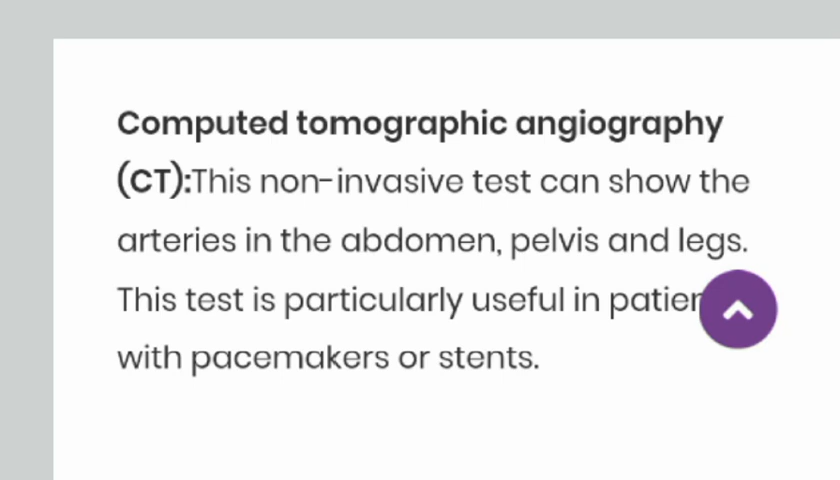 Computed tomographic angiography
(CT):This non-invasive test can show the
arteries in the abdomen, pelvis and legs.
This test is particularly useful in
with pacemakers or stents.